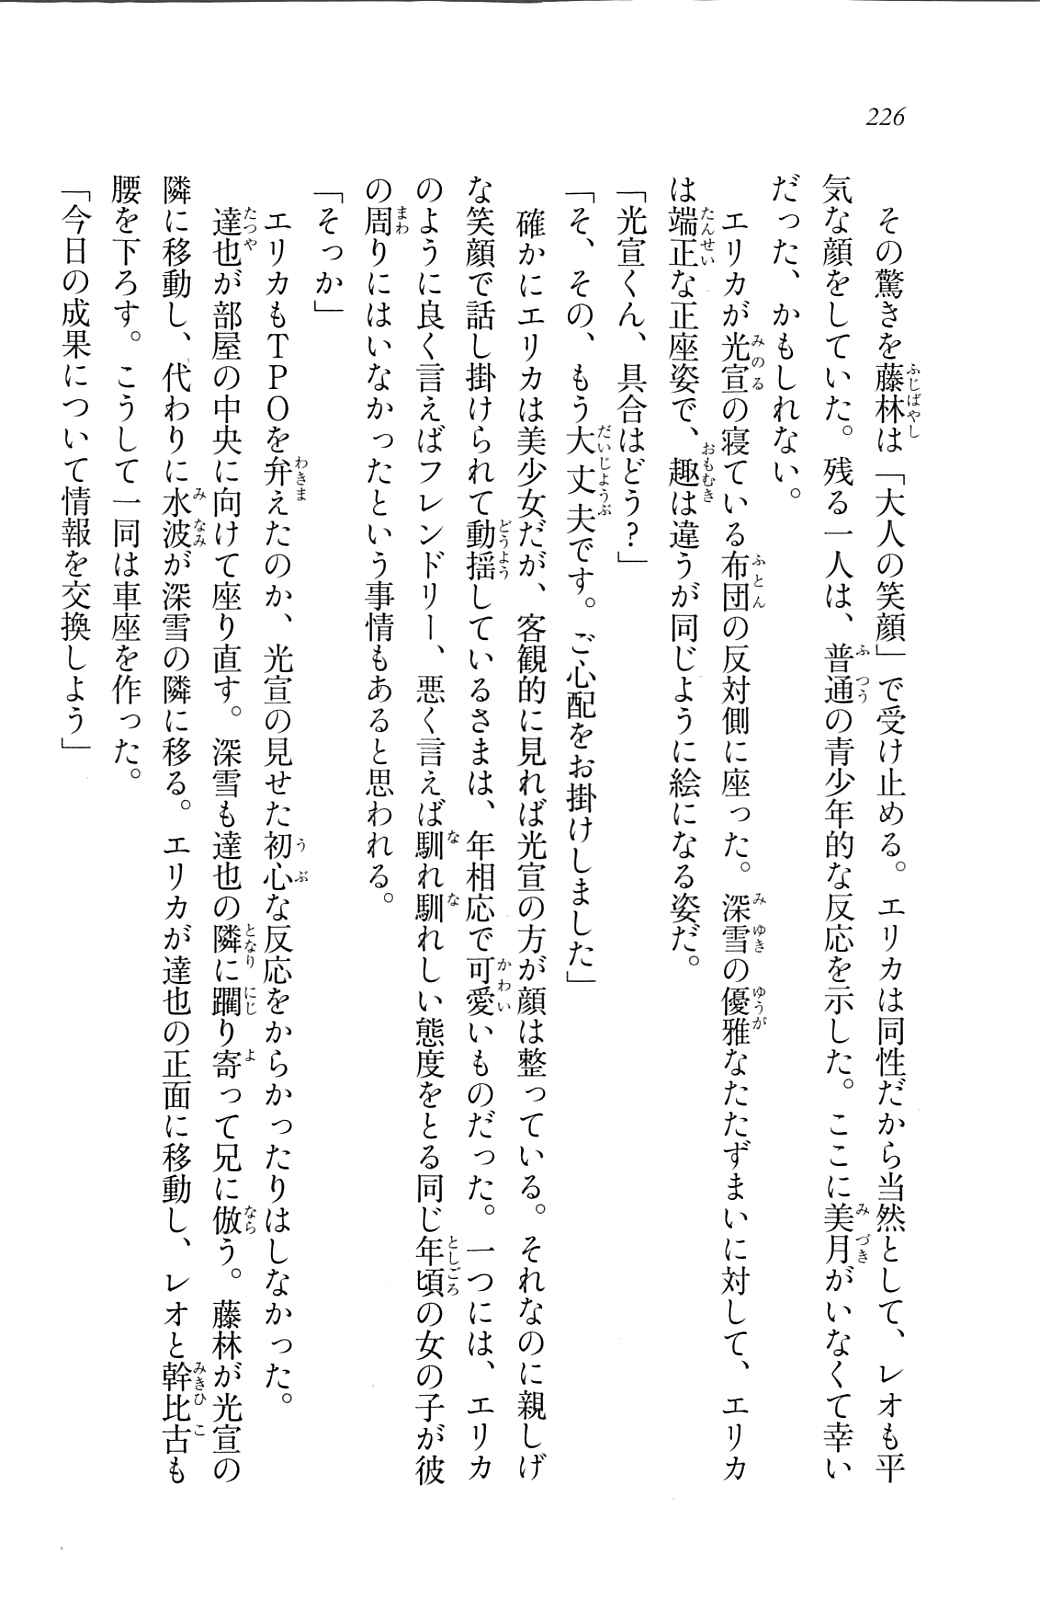 226
その驚きを藤林は「大人の笑顔」で受け止める。エリカは同性だから当然として、レオも平
気な顔をしていた。残る一人は、普通の青少年的な反応を示した。ここに美月がいなくて幸い
だった、かもしれない。
エリカが光宣の寝ている布団の反対側に座った。深雪の優雅なたたずまいに対して、エリカ
は端正な正座姿で、趣は違うが同じように絵になる姿だ。
「光宣くん、具合はどう？」
「そ、その、もう大丈夫です。ご心配をお掛けしました」
確かにエリカは美少女だが、客観的に見れば光宣の方が顔は整っている。それなのに親しげ
な笑顔で話し掛けられて動揺しているさまは、年相応で可愛いものだった。一つには、エリカ
のように良く言えばフレンドリー、悪く言えば馴れ馴れしい態度をとる同じ年頃の女の子が彼
の周りにはいなかったという事情もあると思われる。
「そっか」
エリカもＴＰＯを弁えたのか、光宣の見せた初心な反応をからかったりはしなかった。
達也が部屋の中央に向けて座り直す。深雪も達也の隣に躙り寄って兄に倣う。藤林が光宣の
隣に移動し、代わりに水波が深雪の隣に移る。エリカが達也の正面に移動し、レオと幹比古も
腰を下ろす。こうして一同は車座を作った。
「今日の成果について情報を交換しよう」